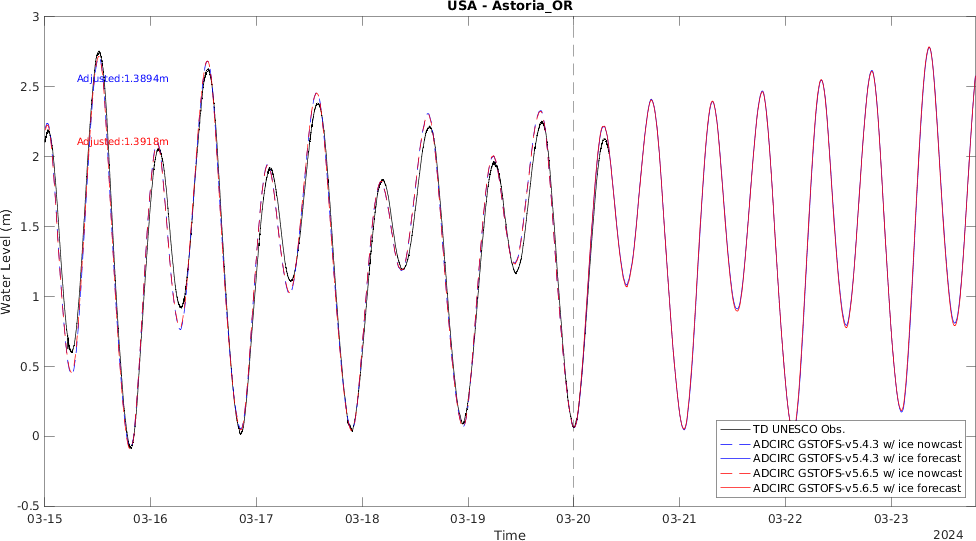 USA - Astoria_OR
3
2.5
2
1.5
1
0.5
0
-0.5
Water Level (m)
Adjusted:1.3894m
Adjusted:1.3918m
TD UNESCO Obs.
ADCIRC GSTOFS-v5.4.3 w/ ice nowcast
ADCIRC GSTOFS-v5.4.3 w/ ice forecast
ADCIRC GSTOFS-v5.6.5 w/ ice nowcast
ADCIRC GSTOFS-v5.6.5 w/ ice forecast
03-15 03-16 03-17 03-18 03-19 03-20 03-21 03-22 03-23
Time
2024